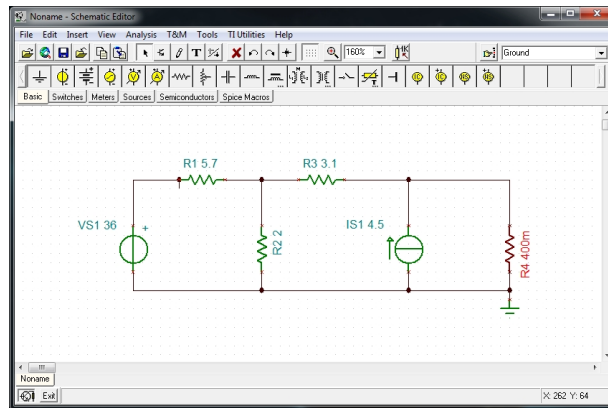 Noname - Schematic Editor
File Edit Insert View Analysis T&M Tools TI Utilities Help
T 160% Ground
Basic Switches Meters Sources Semiconductors Spice Macros
R1 5.7 R3 3.1
VS1 36 + R2 2 IS1 4.5 R4 400m
Noname
Exit X: 262 Y: 64